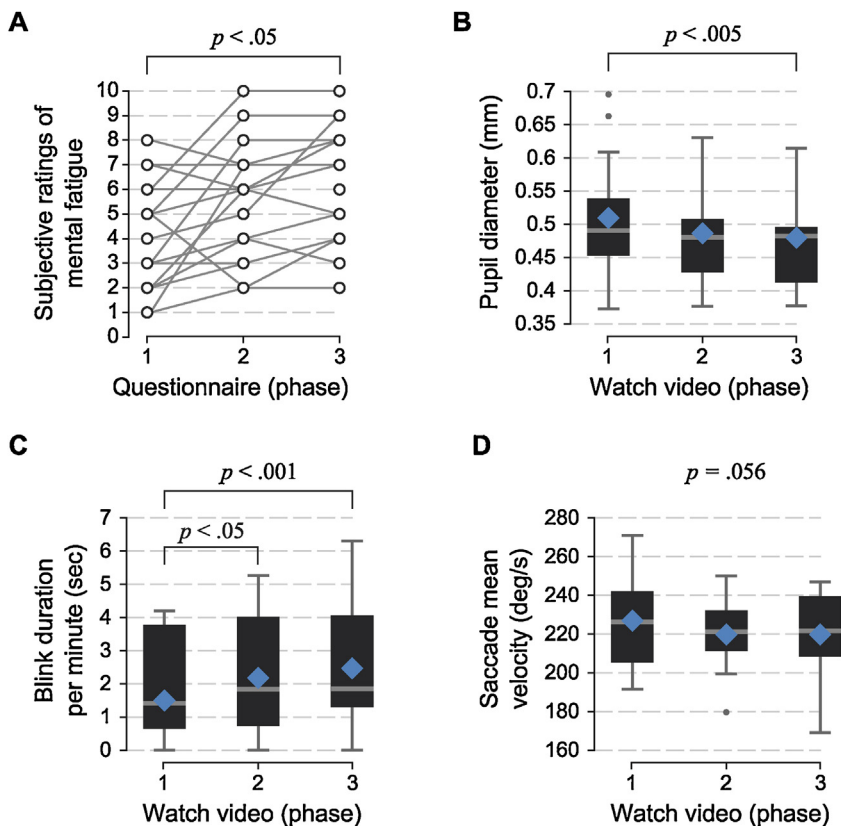 A
p < .05
Subjective ratings of
mental fatigue
10
9
8
7
6
5
4
3
2
1
0
1 2 3
Questionnaire (phase)
B
p < .005
Pupil diameter (mm)
0.7
0.65
0.6
0.55
0.5
0.45
0.4
0.35
1 2 3
Watch video (phase)
C
p < .001
p < .05
Blink duration
per minute (sec)
7
6
5
4
3
2
1
0
1 2 3
Watch video (phase)
D
p = .056
Saccade mean
velocity (deg/s)
280
260
240
220
200
180
160
1 2 3
Watch video (phase)